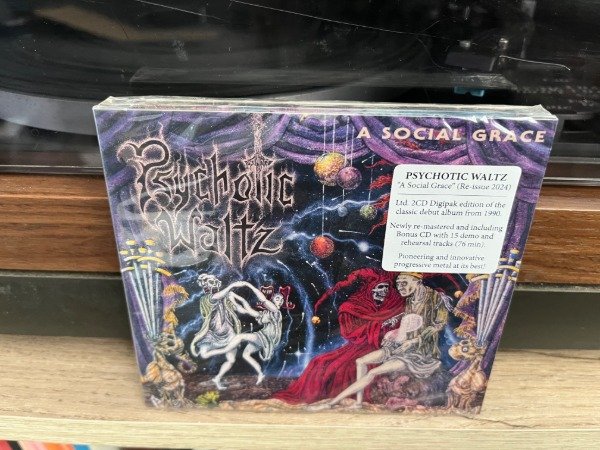 A SOCIAL GRACE
Psychotic
Waltz
PSYCHOTIC WALTZ
"A Social Grace" (Re-issue 2024)
Ltd. 2CD Digipak edition of the
classic debut album from 1990.
Newly re-mastered and including
Bonus CD with 15 demo and
rehearsal tracks (76 min).
Pioneering and innovative
progressive metal at its best!